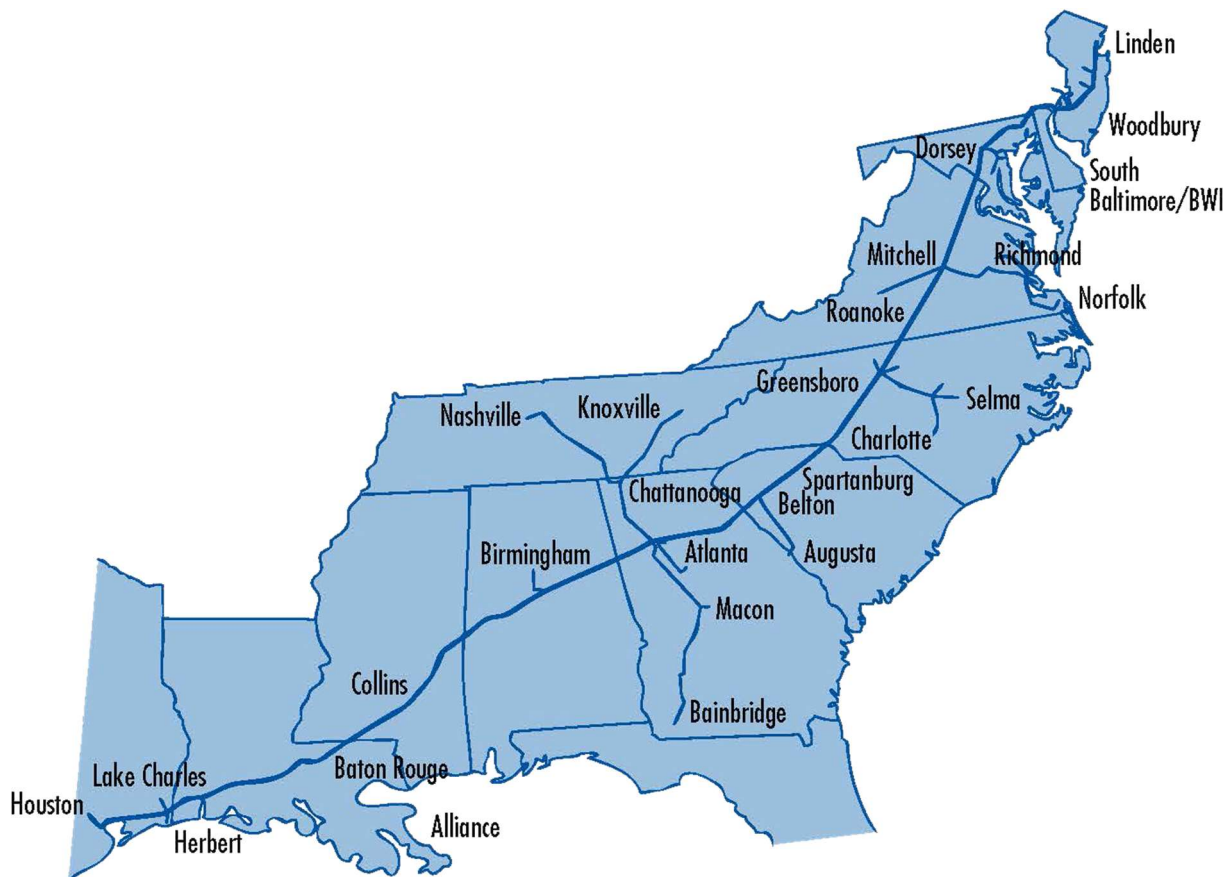 Linden
Woodbury
Dorsey
South
Baltimore/BWI
Mitchell
Richmond
Roanoke
Norfolk
Greensboro
Selma
Nashville
Knoxville
Charlotte
Spartanburg
Chattanooga
Belton
Birmingham
Atlanta
Augusta
Macon
Collins
Bainbridge
Lake Charles
Baton Rouge
Houston
Herbert
Alliance